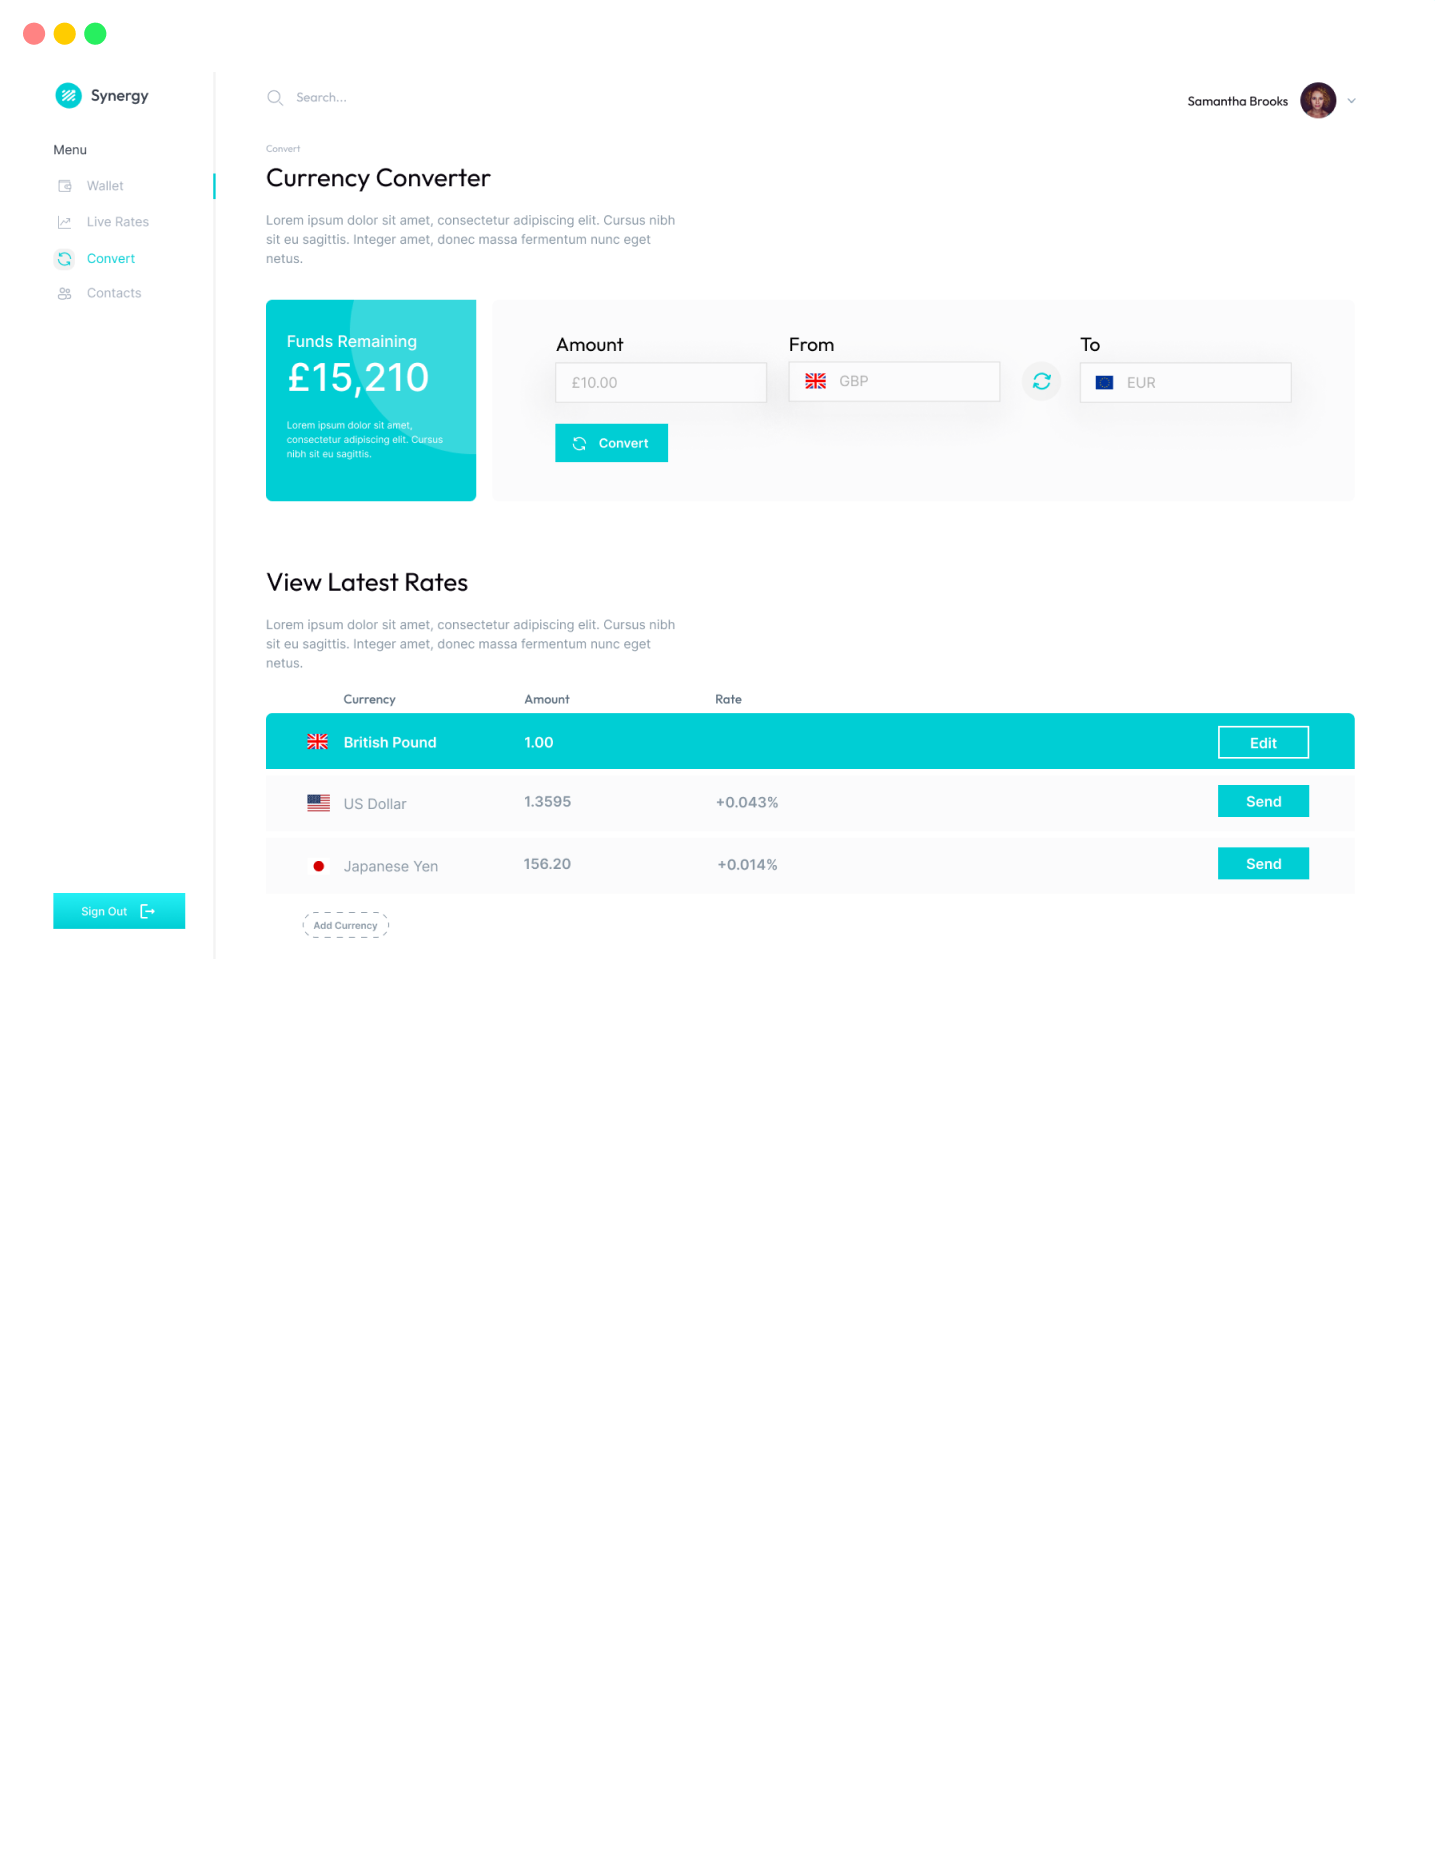 Synergy
Menu
Wallet
Live Rates
Convert
Contacts
Sign Out
Search...
Samantha Brooks
Convert
Currency Converter
Lorem ipsum dolor sit amet, consectetur adipiscing elit. Cursus nibh
sit eu sagittis. Integer amet, donec massa fermentum nunc eget
netus.
Funds Remaining
£15,210
Lorem ipsum dolor sit amet,
consectetur adipiscing elit. Cursus
nibh sit eu sagittis.
Amount
£10.00
From
GBP
To
EUR
Convert
View Latest Rates
Lorem ipsum dolor sit amet, consectetur adipiscing elit. Cursus nibh
sit eu sagittis. Integer amet, donec massa fermentum nunc eget
netus.
Currency Amount Rate
British Pound 1.00 Edit
US Dollar 1.3595 +0.043% Send
Japanese Yen 156.20 +0.014% Send
Add Currency